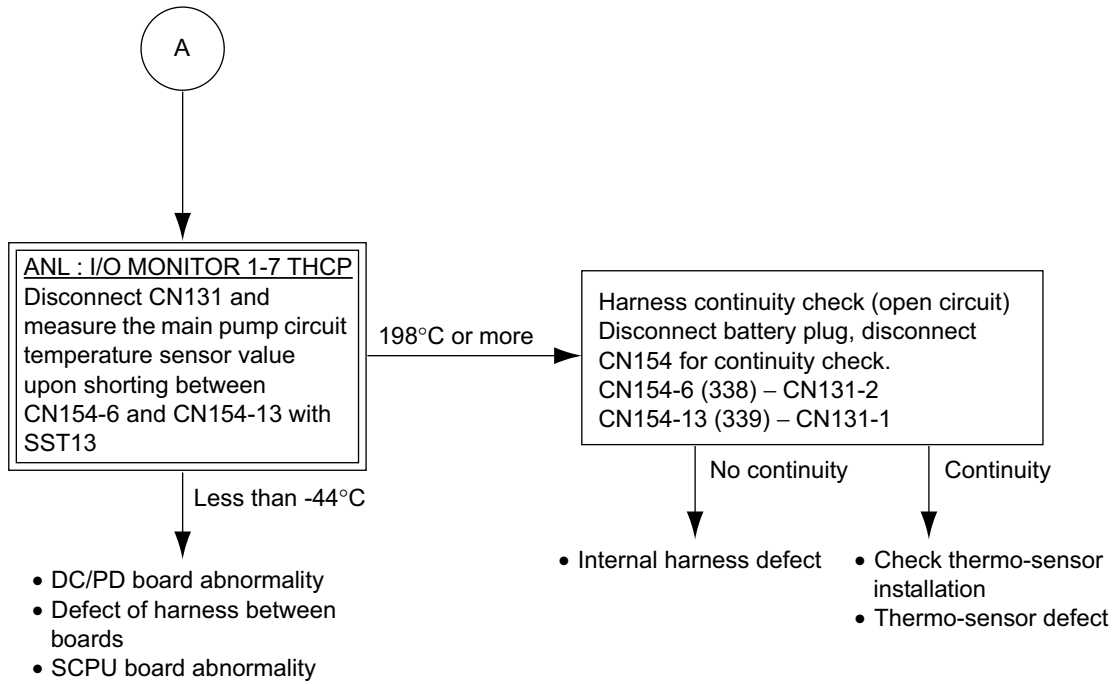 A
ANL : I/O MONITOR 1-7 THCP
Disconnect CN131 and
measure the main pump circuit
temperature sensor value
upon shorting between
CN154-6 and CN154-13 with
SST13
198°C or more
Harness continuity check (open circuit)
Disconnect battery plug, disconnect
CN154 for continuity check.
CN154-6 (338) – CN131-2
CN154-13 (339) – CN131-1
Less than -44°C
No continuity
Continuity
• DC/PD board abnormality
• Defect of harness between
boards
• SCPU board abnormality
• Internal harness defect
• Check thermo-sensor
installation
• Thermo-sensor defect